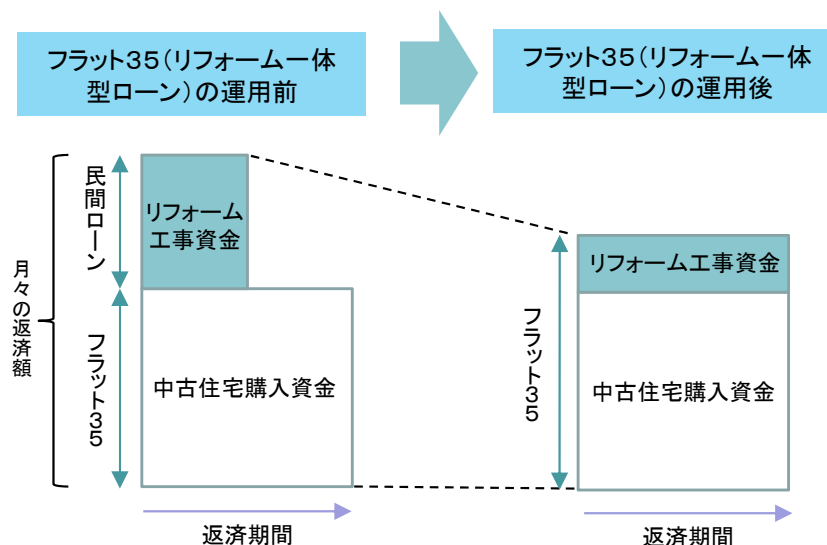 フラット35(リフォーム一体
型ローン)の運用前
フラット35(リフォーム一体
型ローン)の運用後
月々の返済額
民間ローン
リフォーム
工事資金
フラット35
中古住宅購入資金
返済期間
フラット35
リフォーム工事資金
中古住宅購入資金
返済期間